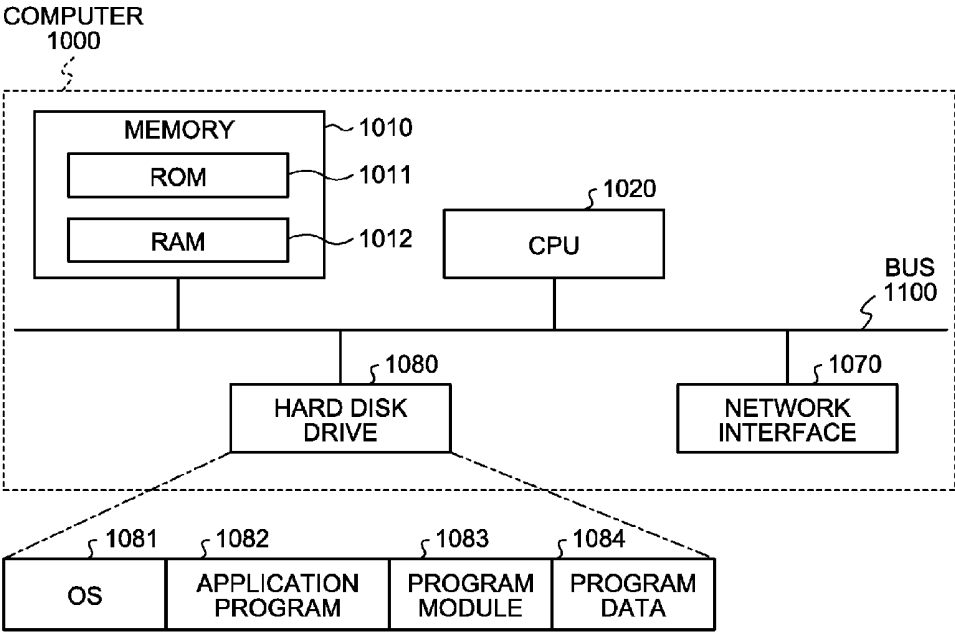 COMPUTER
1000
MEMORY
1010
ROM
1011
RAM
1012
1020
CPU
BUS
1100
1080
HARD DISK
DRIVE
1070
NETWORK
INTERFACE
1081
1082
1083
1084
OS
APPLICATION
PROGRAM
PROGRAM
MODULE
PROGRAM
DATA